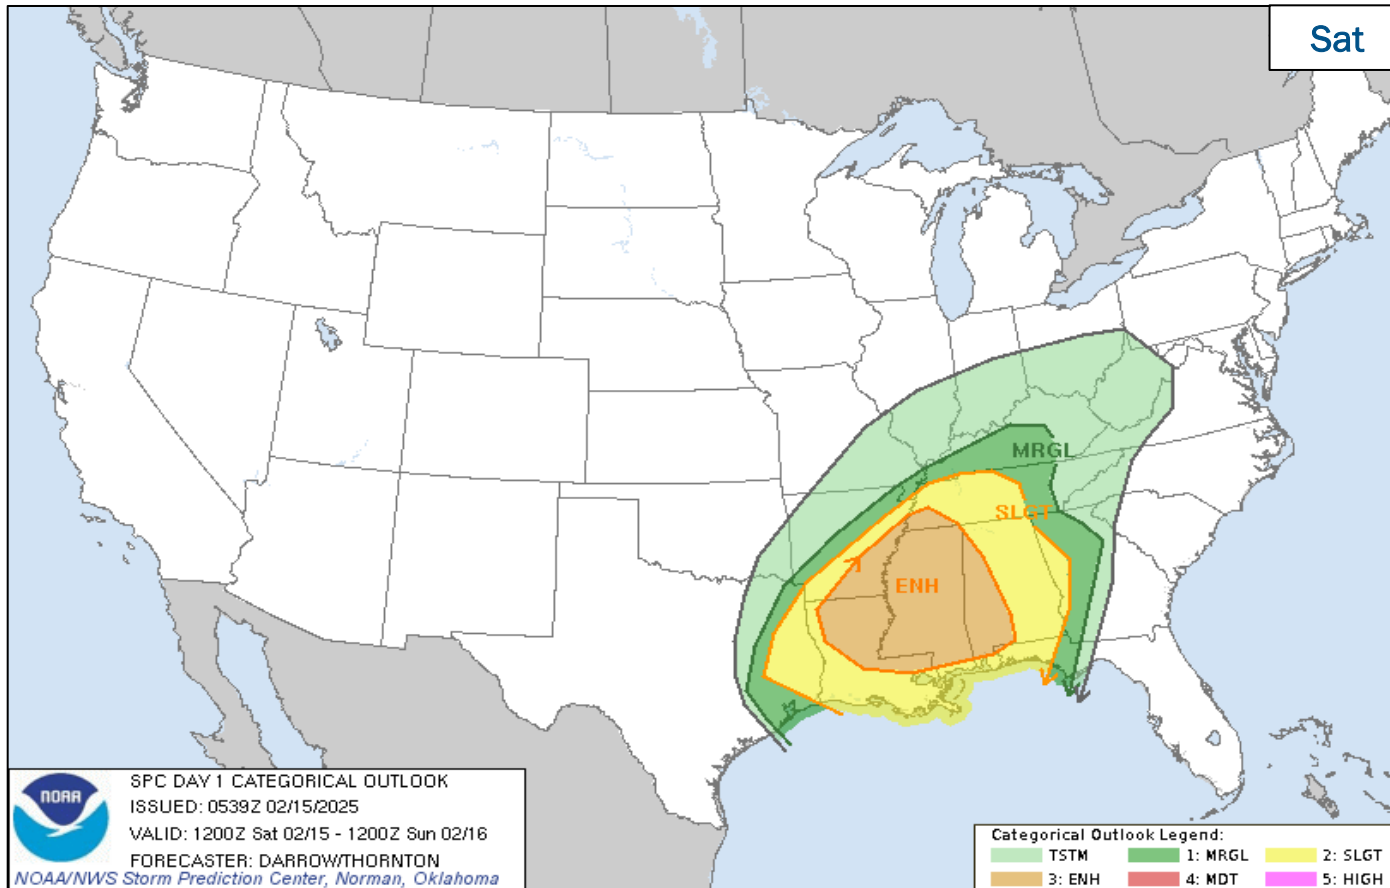 Sat
MRGL
SLGT
ENH
NOAA
SPC DAY 1 CATEGORICAL OUTLOOK
ISSUED: 0539Z 02/15/2025
VALID: 1200Z Sat 02/15 - 1200Z Sun 02/16
FORECASTER: DARROW/THORNTON
NOAA/NWS Storm Prediction Center, Norman, Oklahoma
Categorical Outlook Legend:
TSTM 1: MRGL 2: SLGT
3: ENH 4: MDT 5: HIGH